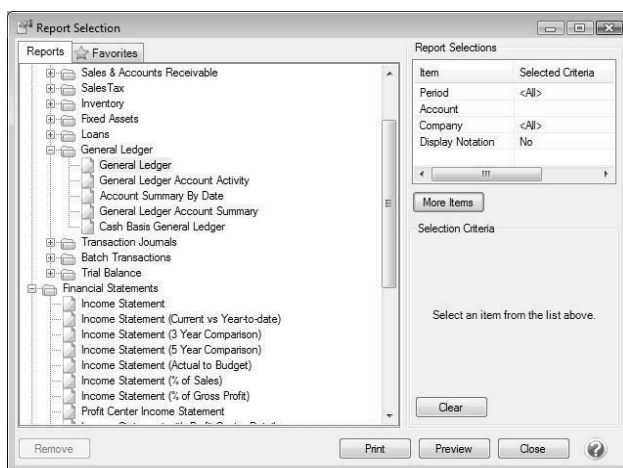 Report Selection
Reports
Favorites
Sales & Accounts Receivable
Sales Tax
Inventory
Fixed Assets
Loans
General Ledger
General Ledger
General Ledger Account Activity
Account Summary By Date
General Ledger Account Summary
Cash Basis General Ledger
Transaction Journals
Batch Transactions
Trial Balance
Financial Statements
Income Statement
Income Statement (Current vs Year-to-date)
Income Statement (3 Year Comparison)
Income Statement (5 Year Comparison)
Income Statement (Actual to Budget)
Income Statement (% of Sales)
Income Statement (% of Gross Profit)
Profit Center Income Statement
Report Selections
Item Selected Criteria
Period <All>
Account
Company <All>
Display Notation No
More Items
Selection Criteria
Select an item from the list above.
Clear
Remove
Print
Preview
Close